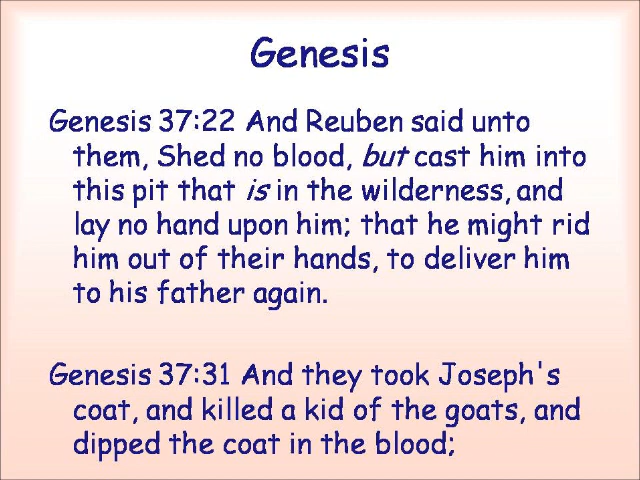 Genesis
Genesis 37:22 And Reuben said unto
them, Shed no blood, but cast him into
this pit that is in the wilderness, and
lay no hand upon him; that he might rid
him out of their hands, to deliver him
to his father again.
Genesis 37:31 And they took Joseph's
coat, and killed a kid of the goats, and
dipped the coat in the blood;